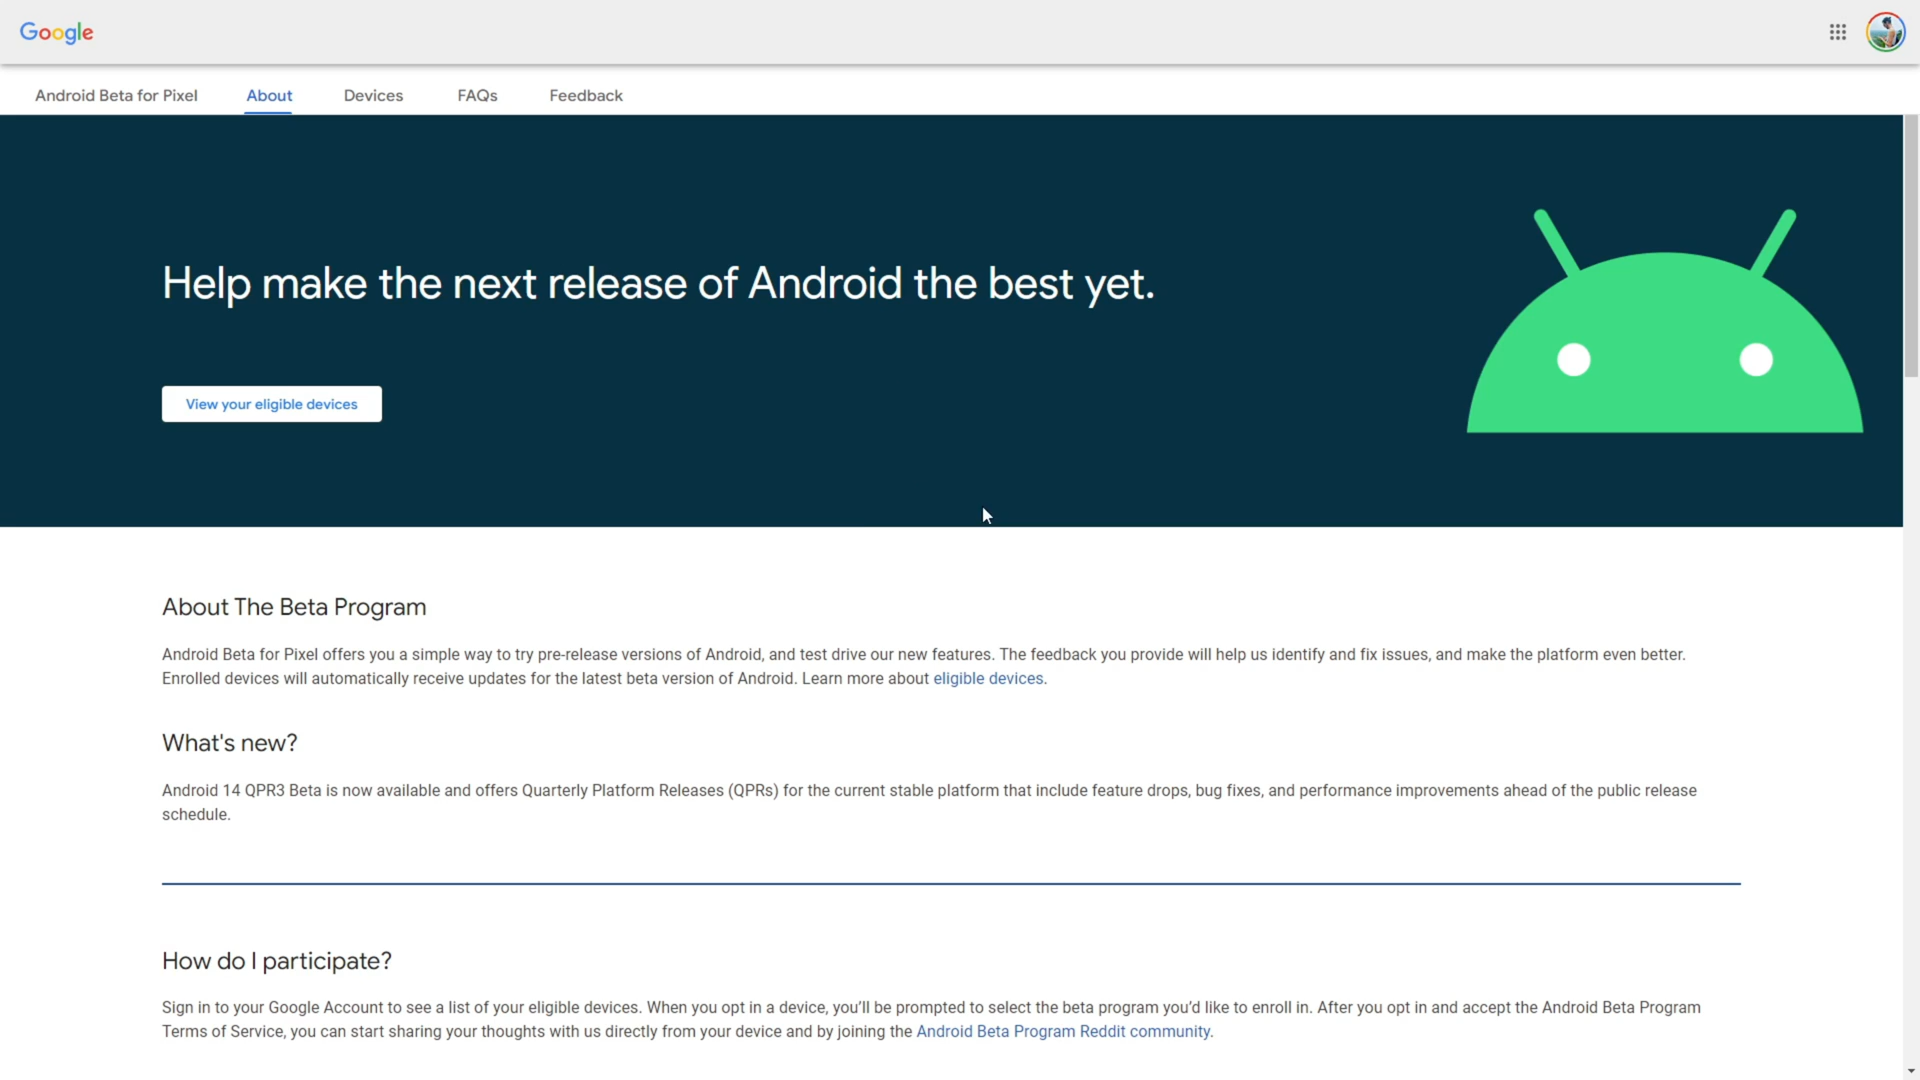 Google
Android Beta for Pixel About Devices FAQs Feedback
Help make the next release of Android the best yet.
View your eligible devices
About The Beta Program
Android Beta for Pixel offers you a simple way to try pre-release versions of Android, and test drive our new features. The feedback you provide will help us identify and fix issues, and make the platform even better.
Enrolled devices will automatically receive updates for the latest beta version of Android. Learn more about eligible devices.
What's new?
Android 14 QPR3 Beta is now available and offers Quarterly Platform Releases (QPRs) for the current stable platform that include feature drops, bug fixes, and performance improvements ahead of the public release
schedule.
How do I participate?
Sign in to your Google Account to see a list of your eligible devices. When you opt in a device, you’ll be prompted to select the beta program you’d like to enroll in. After you opt in and accept the Android Beta Program
Terms of Service, you can start sharing your thoughts with us directly from your device and by joining the Android Beta Program Reddit community.